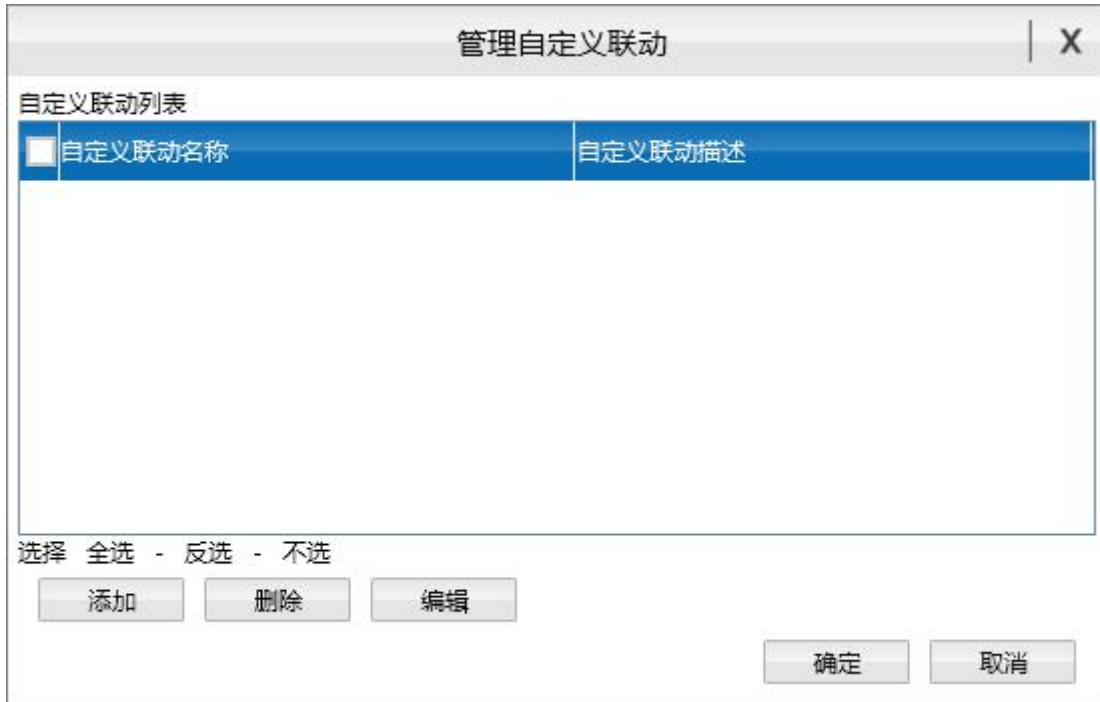 管理自定义联动 | X
自定义联动列表
自定义联动名称 自定义联动描述
选择 全选 - 反选 - 不选
添加 删除 编辑
确定 取消